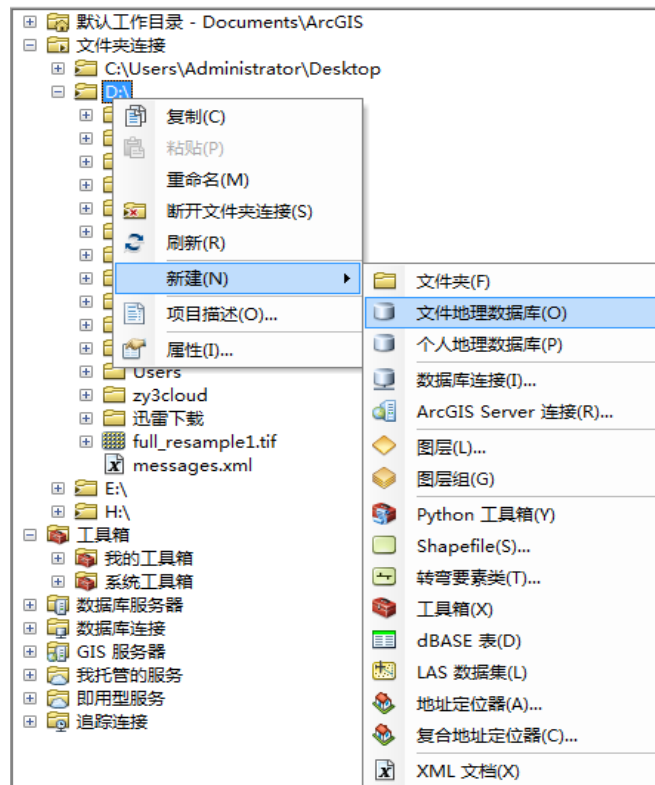 默认工作目录 - Documents\ArcGIS
文件夹连接
C:\Users\Administrator\Desktop
D:\
复制(C)
粘贴(P)
重命名(M)
断开文件夹连接(S)
刷新(R)
新建(N)
项目描述(O)...
属性(I)...
文件夹(F)
文件地理数据库(O)
个人地理数据库(P)
数据库连接(I)...
ArcGIS Server 连接(R)...
图层(L)...
图层组(G)
Python 工具箱(Y)
Shapefile(S)...
转弯要素类(T)...
工具箱(X)
dBASE 表(D)
LAS 数据集(L)
地址定位器(A)...
复合地址定位器(C)...
XML 文档(X)
Users
zy3cloud
迅雷下载
full_resample1.tif
messages.xml
E:\
H:\
工具箱
我的工具箱
系统工具箱
数据库服务器
数据库连接
GIS 服务器
我托管的服务
即用型服务
追踪连接